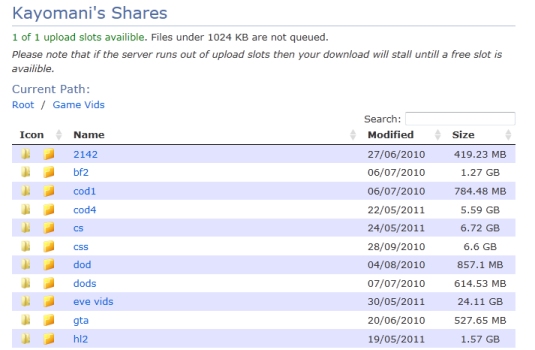 Kayomani's Shares
1 of 1 upload slots availible. Files under 1024 KB are not queued.
Please note that if the server runs out of upload slots then your download will stall untill a free slot is
availible.
Current Path:
Root / Game Vids
Search:
Icon Name Modified Size
2142 27/06/2010 419.23 MB
bf2 06/07/2010 1.27 GB
cod1 06/07/2010 784.48 MB
cod4 22/05/2011 5.59 GB
cs 24/05/2011 6.72 GB
css 28/09/2010 6.6 GB
dod 04/08/2010 857.1 MB
dods 07/07/2010 614.53 MB
eve vids 30/05/2011 24.11 GB
gta 20/06/2010 527.65 MB
hl2 19/05/2011 1.57 GB